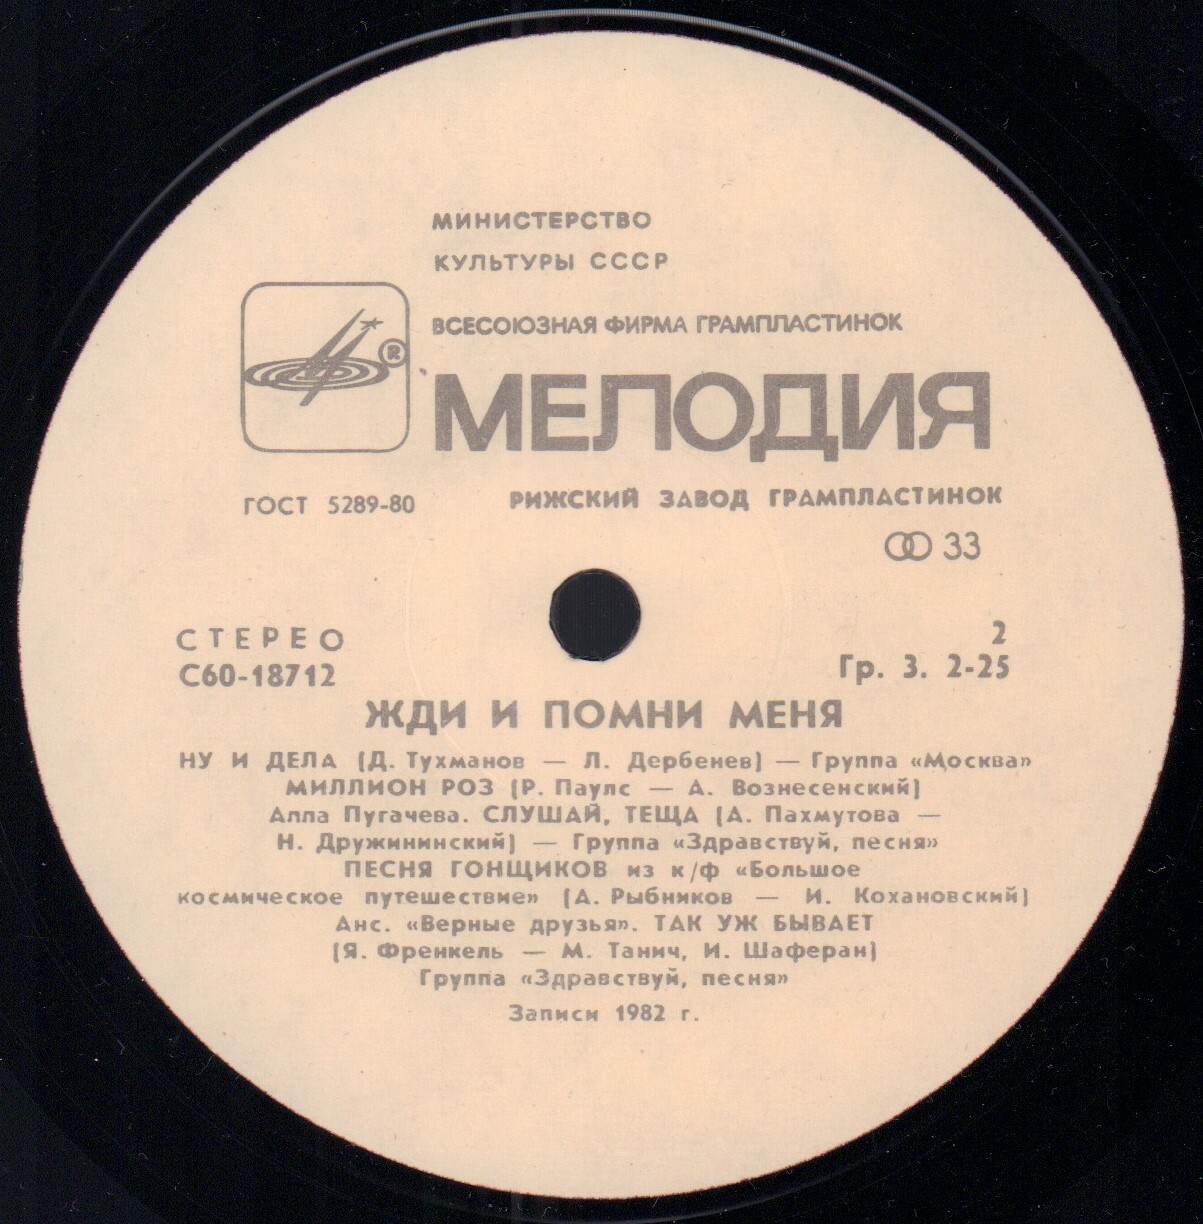 МИНИСТЕРСТВО
КУЛЬТУРЫ СССР
ВСЕСОЮЗНАЯ ФИРМА ГРАМПЛАСТИНОК
®
МЕЛОДИЯ
ГОСТ 5289-80
РИЖСКИЙ ЗАВОД ГРАМПЛАСТИНОК
33
СТЕРЕО
2
С60-18712
Гр. 3. 2-25
ЖДИ И ПОМНИ МЕНЯ
НУ И ДЕЛА (Д. Тухманов — Л. Дербенев) — Группа «Москва»
МИЛЛИОН РОЗ (Р. Паулс — А. Вознесенский)
Алла Пугачева. СЛУШАЙ, ТЕЩА (А. Пахмутова —
Н. Дружининский) — Группа «Здравствуй, песня»
ПЕСНЯ ГОНЩИКОВ из к/ф «Большое
космическое путешествие» (А. Рыбников — И. Кохановский)
Анс. «Верные друзья». ТАК УЖ БЫВАЕТ
(Я. Френкель — М. Танич, И. Шаферан)
Группа «Здравствуй, песня»
Записи 1982 г.